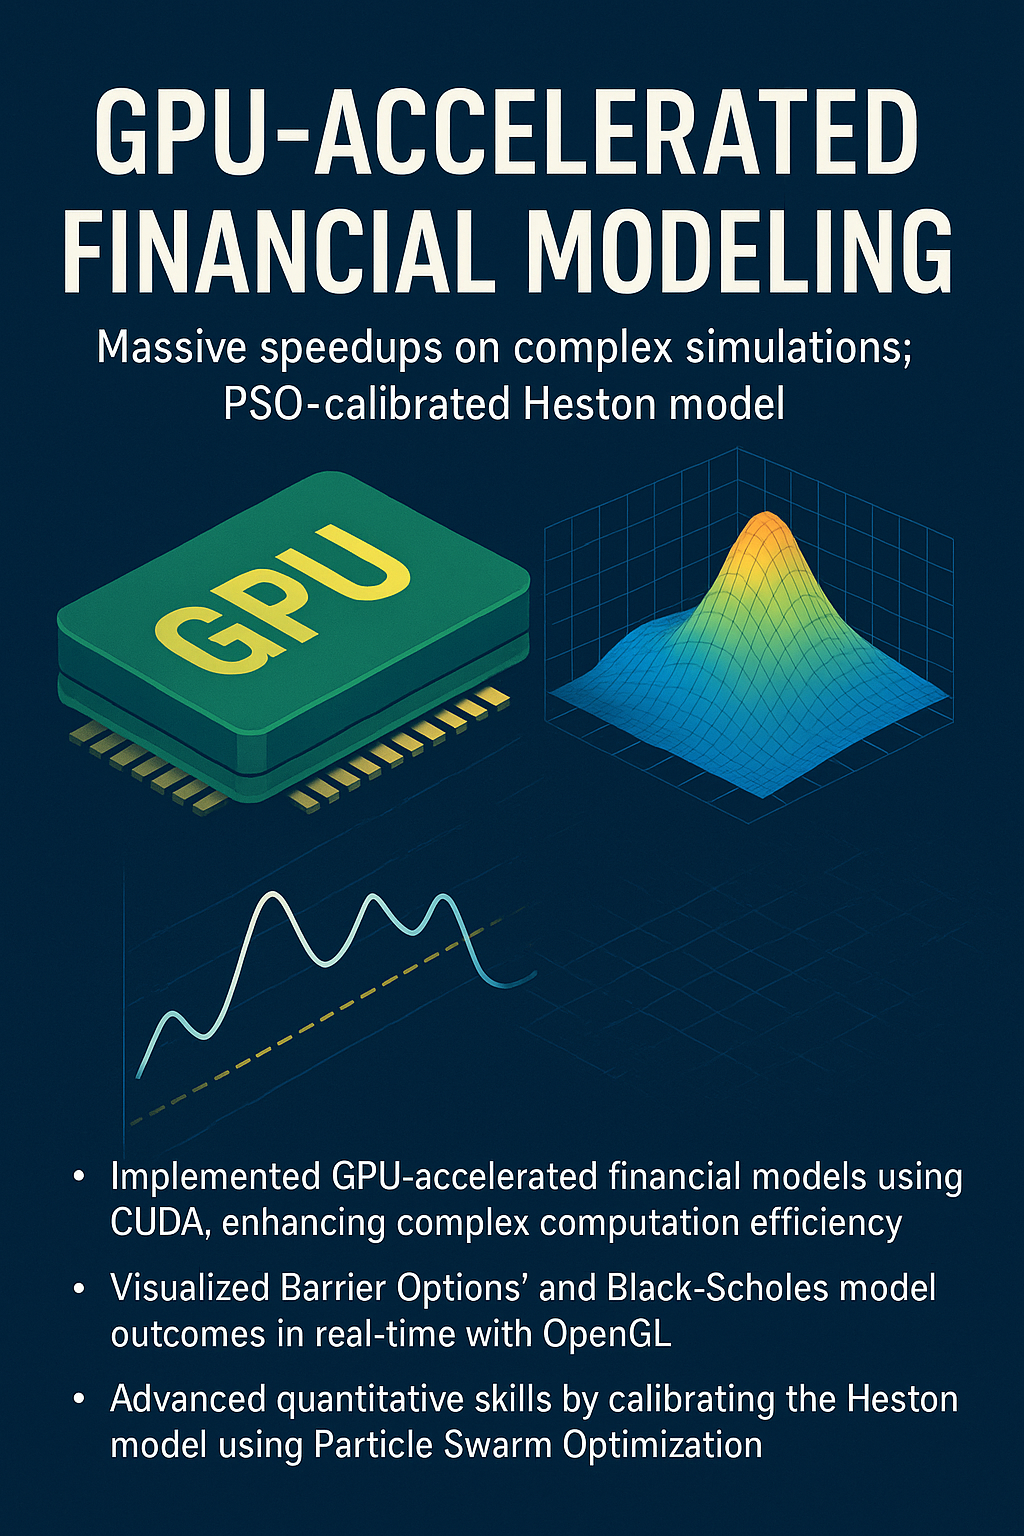 GPU-ACCELERATED
FINANCIAL MODELING
Massive speedups on complex simulations;
PSO-calibrated Heston model
GPU
• Implemented GPU-accelerated financial models using
CUDA, enhancing complex computation efficiency
• Visualized Barrier Options’ and Black-Scholes model
outcomes in real-time with OpenGL
• Advanced quantitative skills by calibrating the Heston
model using Particle Swarm Optimization